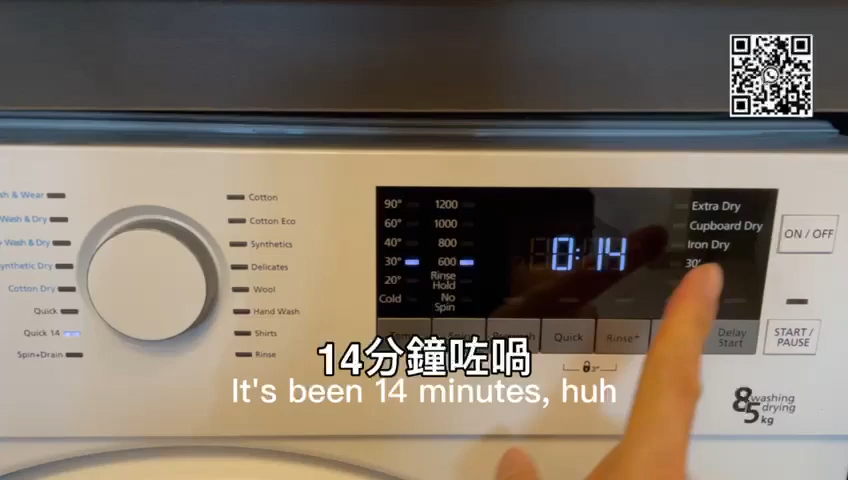 sh & Wear
Wash & Dry
+ Wash & Dry
Synthetic Dry
Cotton Dry
Quick
Quick 14
Spin+Drain
Cotton
Cotton Eco
Synthetics
Delicates
Wool
Hand Wash
Shirts
Rinse
90°
60°
40°
30°
20°
Cold
1200
1000
800
600
Rinse
Hold
No
Spin
0:14
Extra Dry
Cupboard Dry
Iron Dry
30'
ON / OFF
Quick
Rinse+
Delay
Start
START /
PAUSE
3"
8 washing
5 drying
kg
14分鐘咗喎
It's been 14 minutes, huh